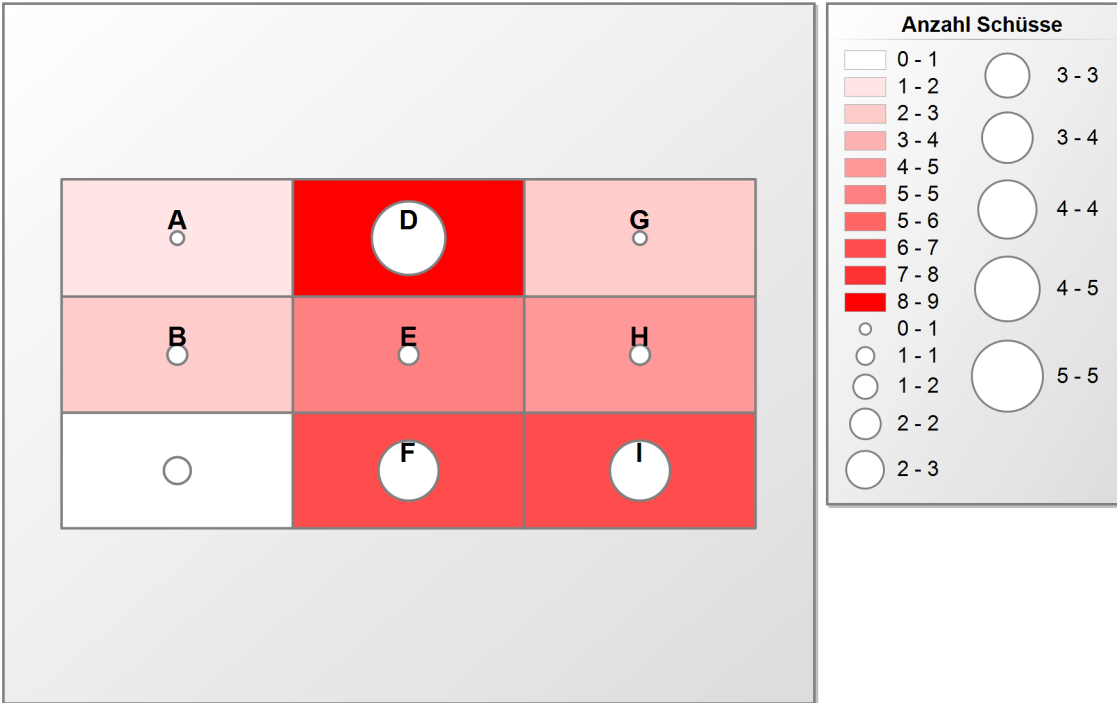 A D G
B E H
F I
Anzahl Schüsse
0 - 1
1 - 2
2 - 3
3 - 4
4 - 5
5 - 5
5 - 6
6 - 7
7 - 8
8 - 9
0 - 1
1 - 1
1 - 2
2 - 2
2 - 3
3 - 3
3 - 4
4 - 4
4 - 5
5 - 5